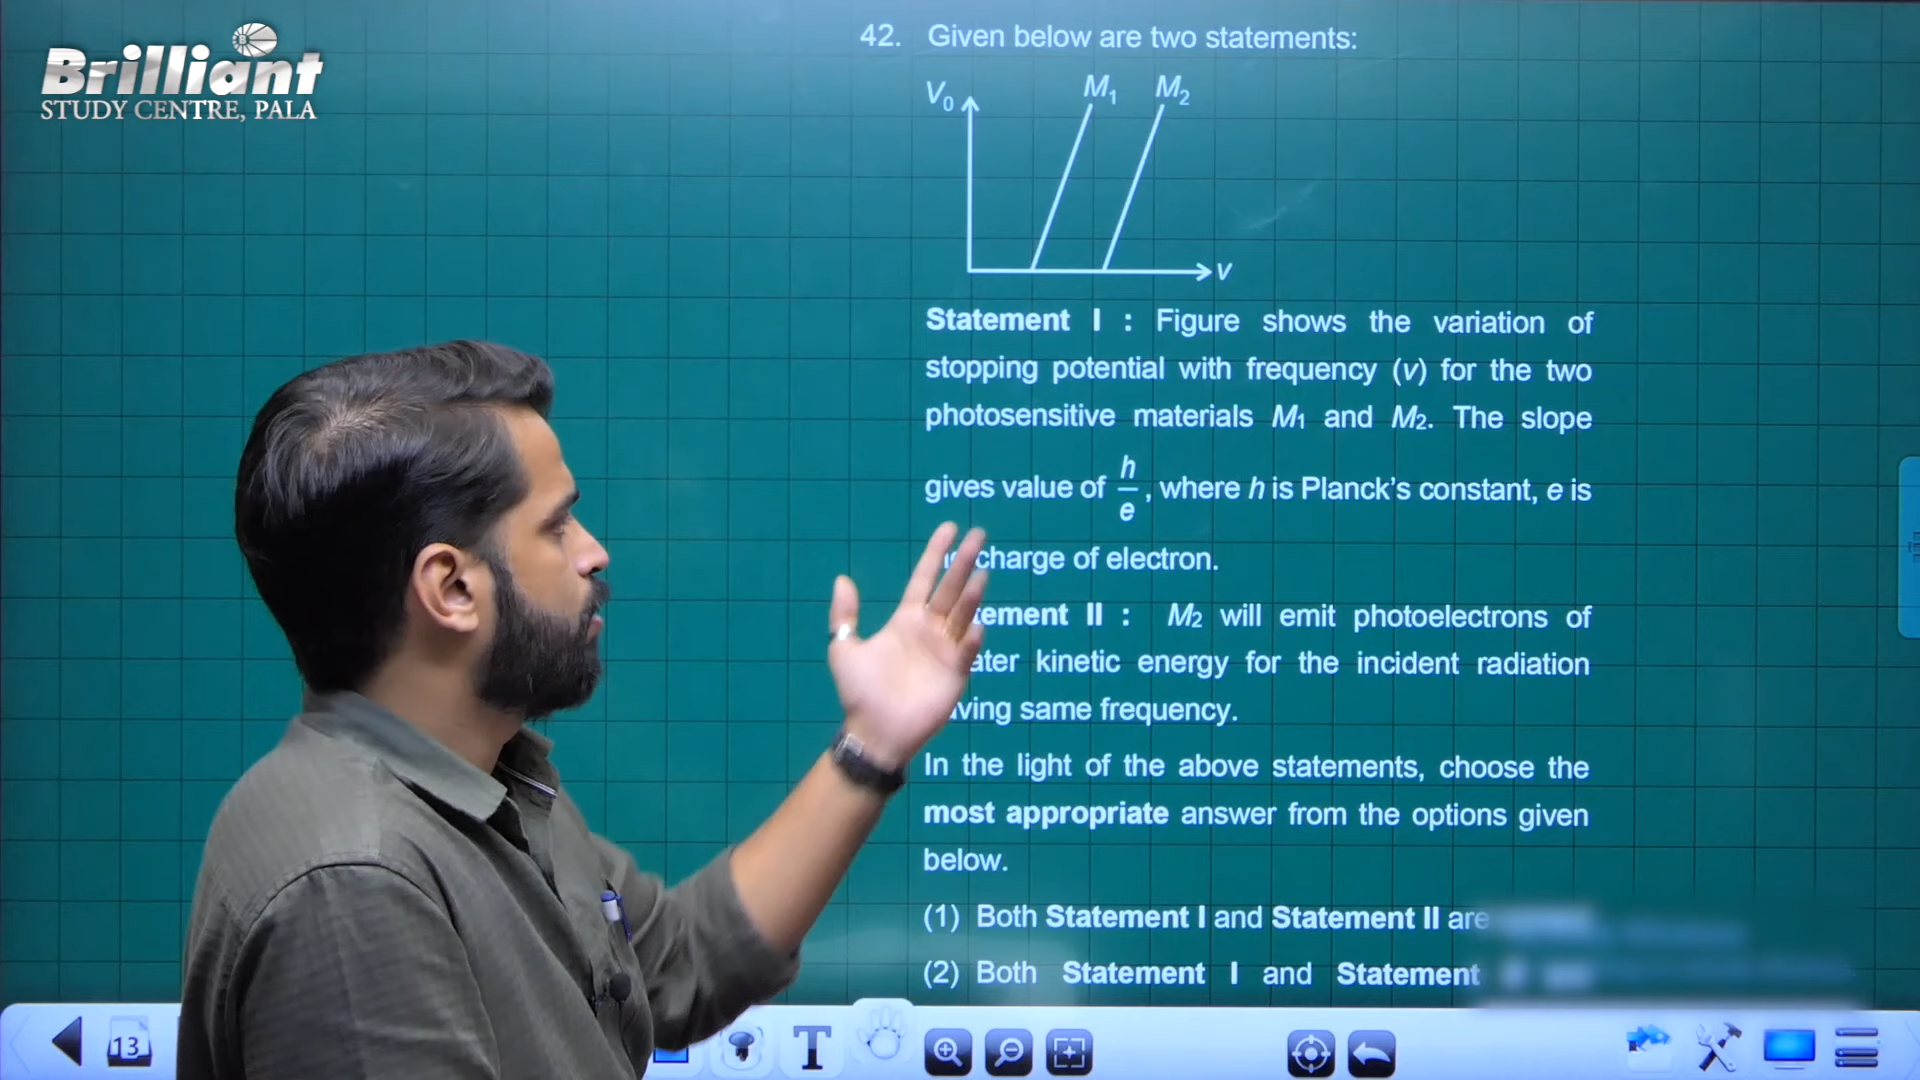 Brilliant
STUDY CENTRE, PALA
42. Given below are two statements:
V0 M1 M2
v
Statement I : Figure shows the variation of
stopping potential with frequency (v) for the two
photosensitive materials M1 and M2. The slope
gives value of h/e, where h is Planck's constant, e is
charge of electron.
II : M2 will emit photoelectrons of
kinetic energy for the incident radiation
same frequency.
In the light of the above statements, choose the
most appropriate answer from the options given
below.
(1) Both Statement I and Statement II are
(2) Both Statement I and Statement
13
T